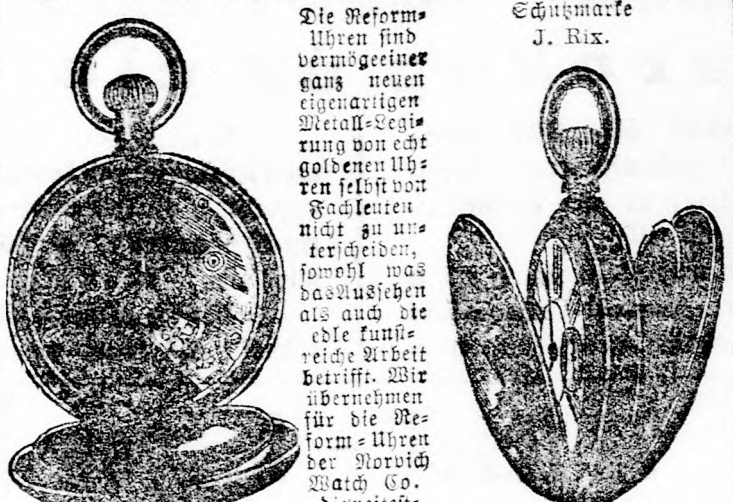 Die Reform=
Uhren sind
vermögeeiner
ganz neuen
eigenartigen
Metall=Legi=
rung von echt
goldenen Uh=
ren selbst von
Fachleuten
nicht zu un=
terscheiden,
sowohl was
dasAussehen
als auch die
edle kunst=
reiche Arbeit
betrifft. Wir
übernehmen
für die Re=
form=Uhren
der Norvich
Watch Co.
Schutzmarke
J. Rix.